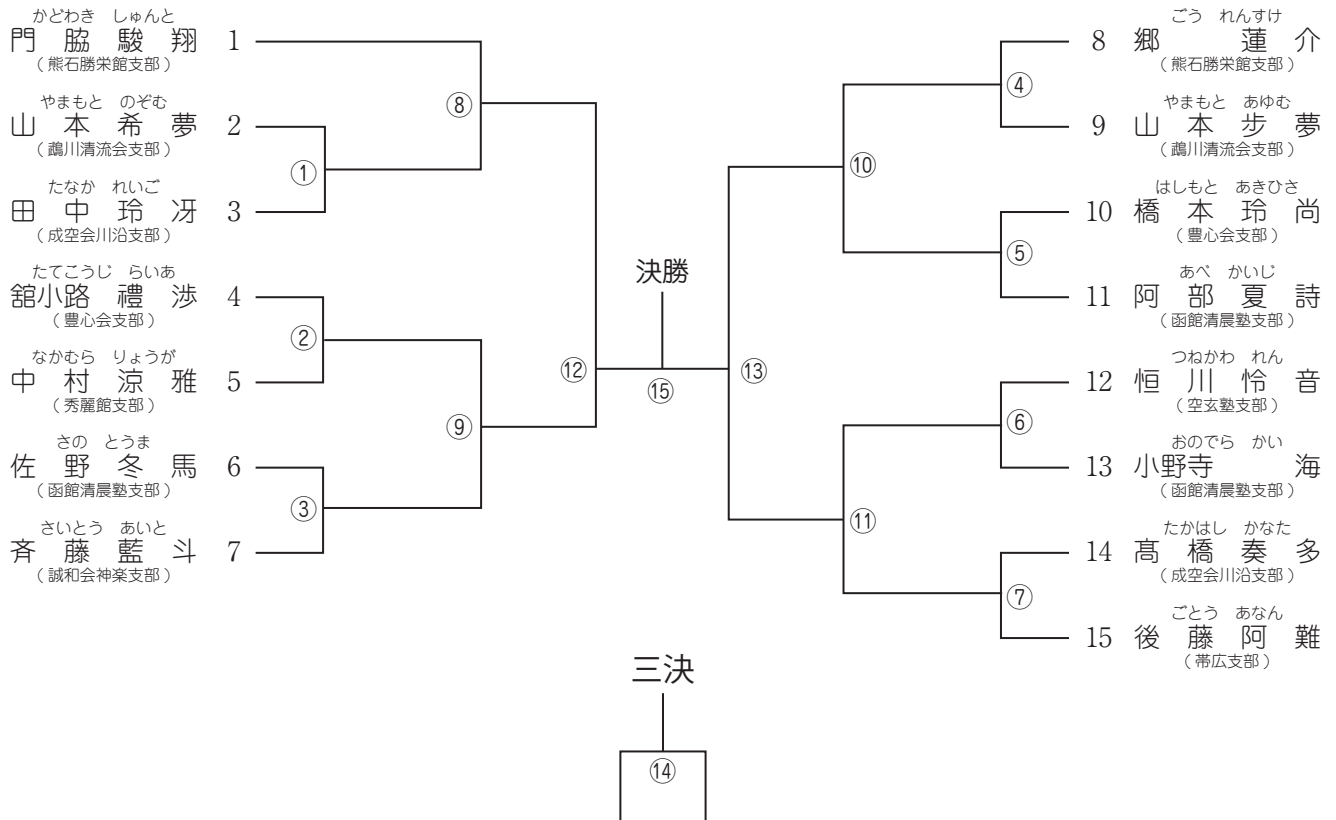 かどわき しゅんと
門脇駿翔 1
（熊石勝栄館支部）
やまもと のぞむ
山本希夢 2
（鵡川清流会支部）
たなか れいご
田中玲冴 3
（成空会川沿支部）
たてこうじ らいあ
舘小路禮渉 4
（豊心会支部）
なかむら りょうが
中村涼雅 5
（秀麗館支部）
さの とうま
佐野冬馬 6
（函館清晨塾支部）
さいとう あいと
斉藤藍斗 7
（誠和会神楽支部）
①
②
③
⑧
⑨
⑫
決勝
⑮
⑬
⑩
⑪
④
⑤
⑥
⑦
ごう れんすけ
8 郷蓮介
（熊石勝栄館支部）
やまもと あゆむ
9 山本歩夢
（鵡川清流会支部）
はしもと あきひさ
10 橋本玲尚
（豊心会支部）
あべ かいじ
11 阿部夏詩
（函館清晨塾支部）
つねかわ れん
12 恒川怜音
（空玄塾支部）
おのでら かい
13 小野寺海
（函館清晨塾支部）
たかはし かなた
14 髙橋奏多
（成空会川沿支部）
ごとう あなん
15 後藤阿難
（帯広支部）
三決
⑭